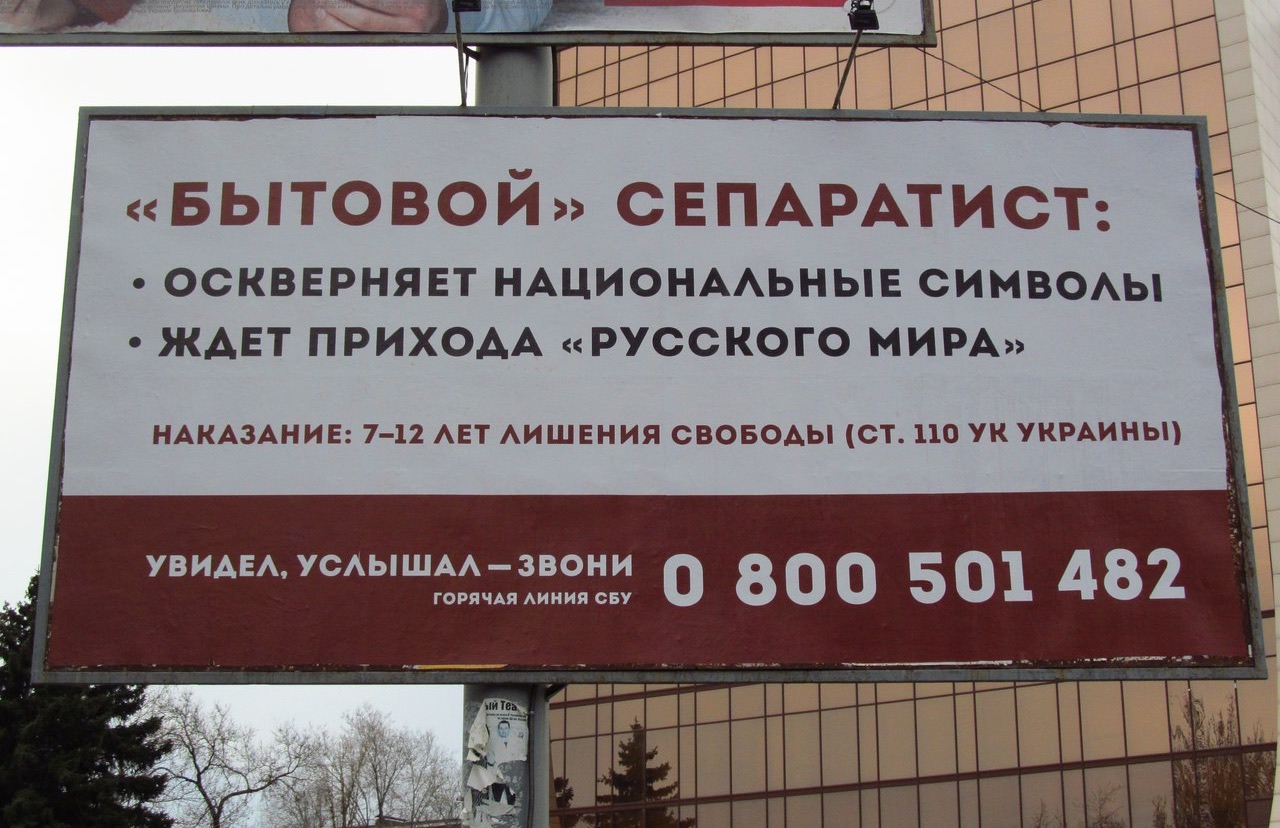 «БЫТОВОЙ» СЕПАРАТИСТ:
• ОСКВЕРНЯЕТ НАЦИОНАЛЬНЫЕ СИМВОЛЫ
• ЖДЕТ ПРИХОДА «РУССКОГО МИРА»
НАКАЗАНИЕ: 7–12 ЛЕТ ЛИШЕНИЯ СВОБОДЫ (СТ. 110 УК УКРАИНЫ)
УВИДЕЛ, УСЛЫШАЛ — ЗВОНИ 0 800 501 482
ГОРЯЧАЯ ЛИНИЯ СБУ